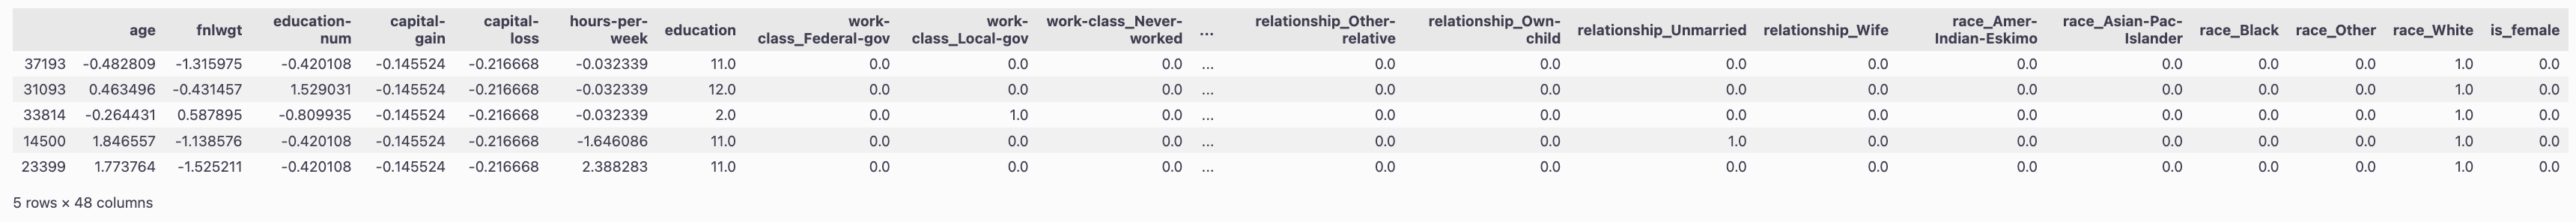 age fnlwgt education-num capital-gain capital-loss hours-per-week education work-class_Federal-gov work-class_Local-gov work-class_Never-worked ... relationship_Other-relative relationship_Own-child relationship_Unmarried relationship_Wife race_Amer-Indian-Eskimo race_Asian-Pac-Islander race_Black race_Other race_White is_female
37193 -0.482809 -1.315975 -0.420108 -0.145524 -0.216668 -0.032339 11.0 0.0 0.0 0.0 ... 0.0 0.0 0.0 0.0 0.0 0.0 0.0 0.0 1.0 0.0
31093 0.463496 -0.431457 1.529031 -0.145524 -0.216668 -0.032339 12.0 0.0 0.0 0.0 ... 0.0 0.0 0.0 0.0 0.0 0.0 0.0 0.0 1.0 0.0
33814 -0.264431 0.587895 -0.809935 -0.145524 -0.216668 -0.032339 2.0 0.0 1.0 0.0 ... 0.0 0.0 0.0 0.0 0.0 0.0 0.0 0.0 1.0 0.0
14500 1.846557 -1.138576 -0.420108 -0.145524 -0.216668 -1.646086 11.0 0.0 0.0 0.0 ... 0.0 0.0 1.0 0.0 0.0 0.0 0.0 0.0 1.0 0.0
23399 1.773764 -1.525211 -0.420108 -0.145524 -0.216668 2.388283 11.0 0.0 0.0 0.0 ... 0.0 0.0 0.0 0.0 0.0 0.0 0.0 0.0 1.0 0.0
5 rows × 48 columns